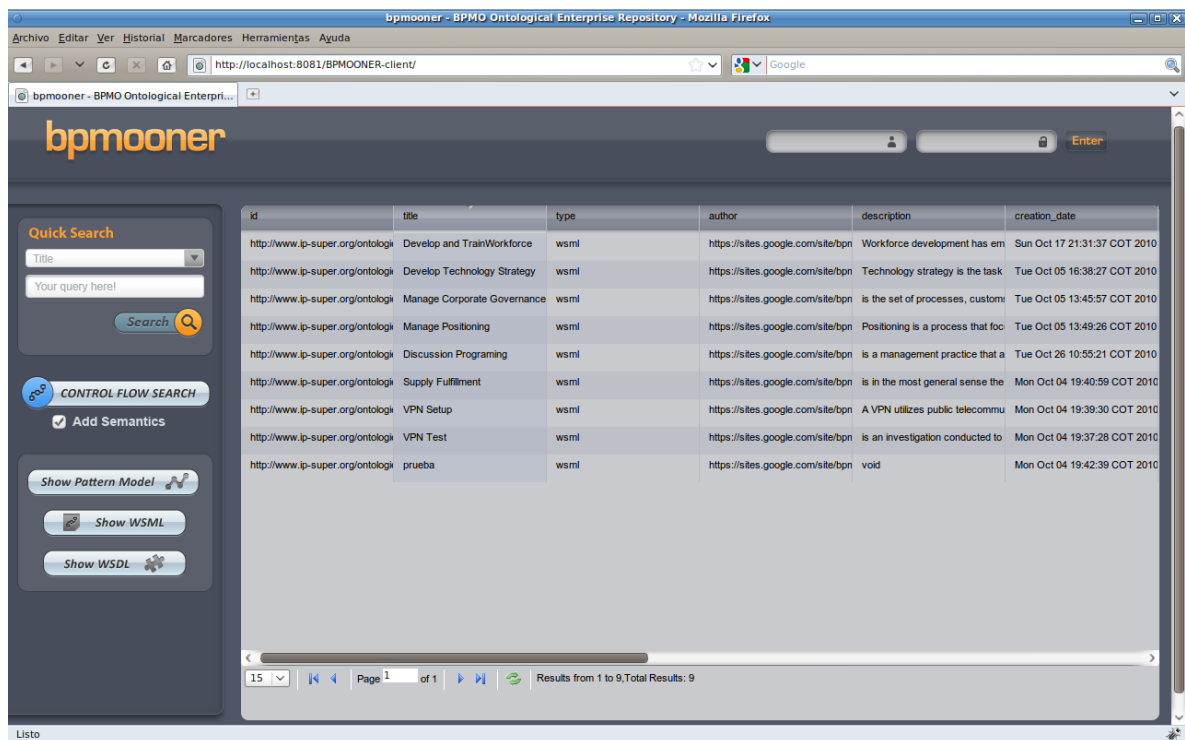 bpmooner - BPMO Ontological Enterprise Repository - Mozilla Firefox
Archivo Editar Ver Historial Marcadores Herramientas Ayuda
http://localhost:8081/BPMOONER-client/ Google
bpmooner - BPMO Ontological Enterpri...
bpmooner
Enter
Quick Search
Title
Your query here!
Search
CONTROL FLOW SEARCH
Add Semantics
Show Pattern Model
Show WSML
Show WSDL
id title type author description creation_date
http://www.ip-super.org/ontologi Develop and TrainWorkforce wsml https://sites.google.com/site/bpn Workforce development has em Sun Oct 17 21:31:37 COT 2010
http://www.ip-super.org/ontologi Develop Technology Strategy wsml https://sites.google.com/site/bpn Technology strategy is the task Tue Oct 05 16:38:27 COT 2010
http://www.ip-super.org/ontologi Manage Corporate Governance wsml https://sites.google.com/site/bpn is the set of processes, customs Tue Oct 05 13:45:57 COT 2010
http://www.ip-super.org/ontologi Manage Positioning wsml https://sites.google.com/site/bpn Positioning is a process that foc Tue Oct 05 13:49:26 COT 2010
http://www.ip-super.org/ontologi Discussion Programing wsml https://sites.google.com/site/bpn is a management practice that a Tue Oct 26 10:55:21 COT 2010
http://www.ip-super.org/ontologi Supply Fulfillment wsml https://sites.google.com/site/bpn is in the most general sense the Mon Oct 04 19:40:59 COT 2010
http://www.ip-super.org/ontologi VPN Setup wsml https://sites.google.com/site/bpn A VPN utilizes public telecommu Mon Oct 04 19:39:30 COT 2010
http://www.ip-super.org/ontologi VPN Test wsml https://sites.google.com/site/bpn is an investigation conducted to Mon Oct 04 19:37:28 COT 2010
http://www.ip-super.org/ontologi prueba wsml https://sites.google.com/site/bpn void Mon Oct 04 19:42:39 COT 2010
15 Page 1 of 1 Results from 1 to 9,Total Results: 9
Listo